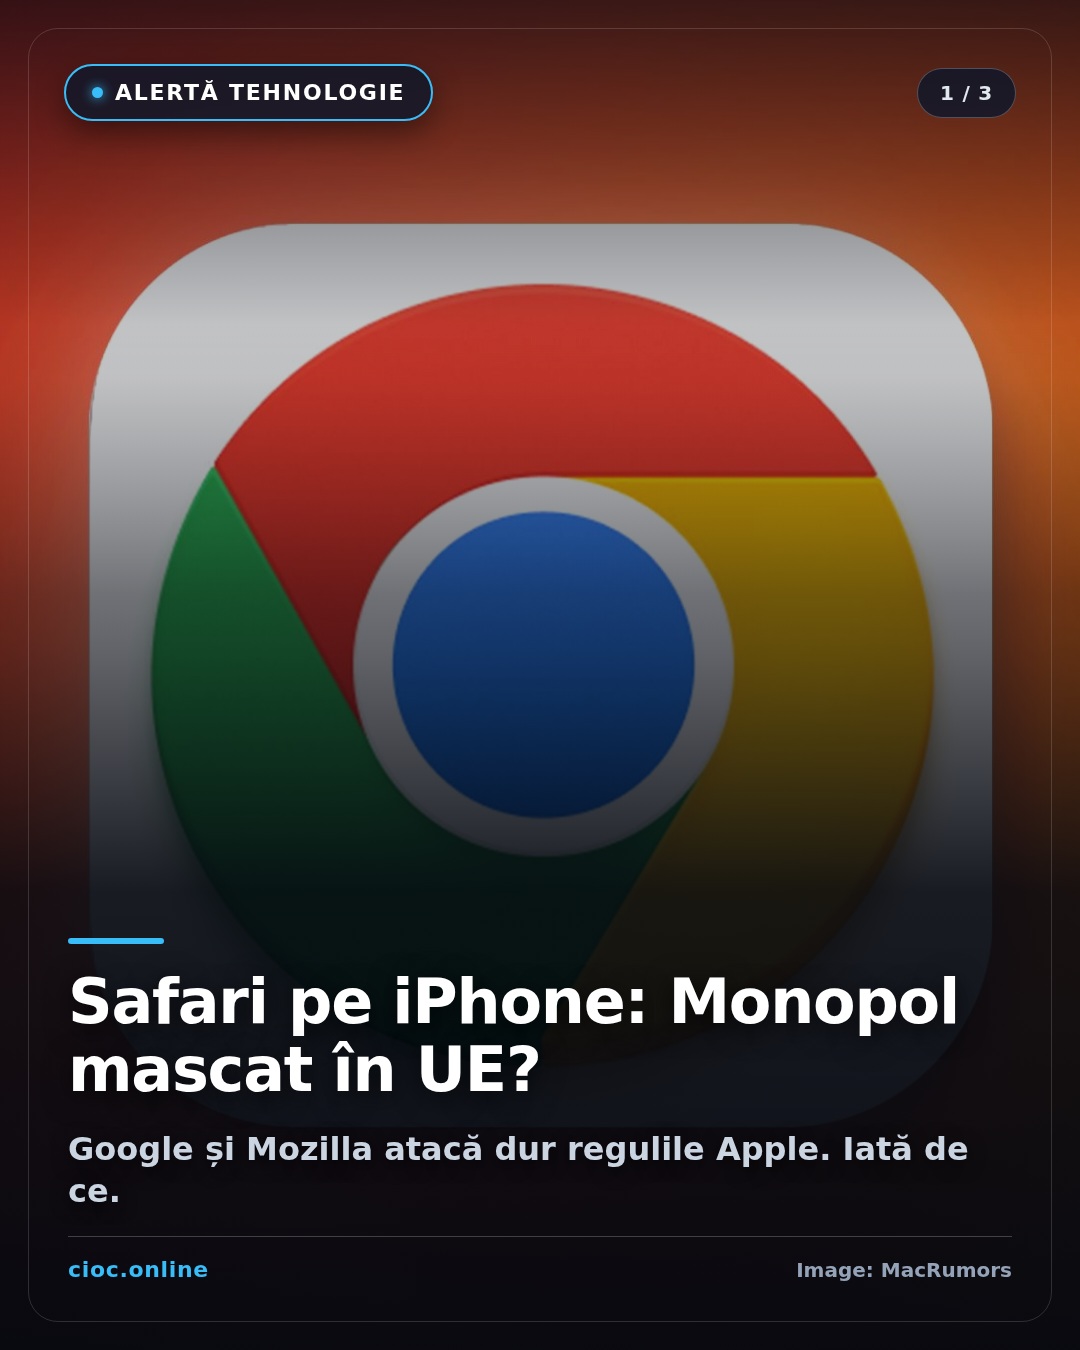 ALERTĂ TEHNOLOGIE
1 / 3
Safari pe iPhone: Monopol
mascat în UE?
Google și Mozilla atacă dur regulile Apple. Iată de
ce.
cioc.online
Image: MacRumors